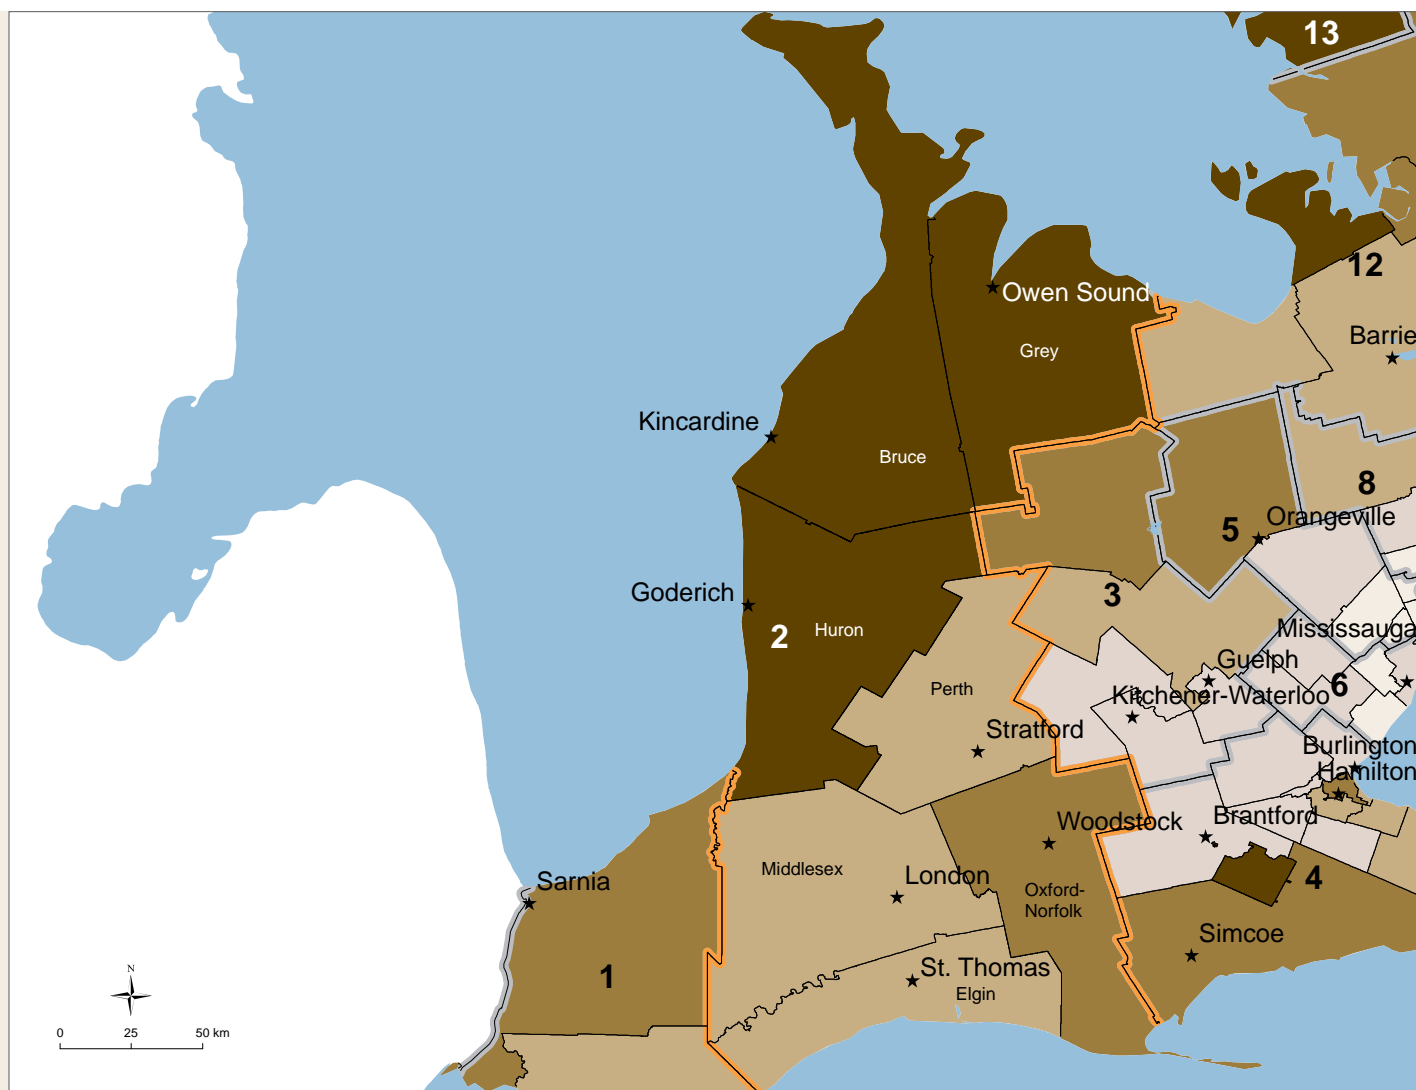 13
12
Owen Sound
Barrie
Grey
Kincardine
Bruce
8
5
Orangeville
Goderich
3
2
Huron
Mississauga
Guelph
Perth
Kitchener-Waterloo
6
Stratford
Burlington
Hamilton
Woodstock
Brantford
Middlesex
London
Sarnia
Oxford-
Norfolk
4
Simcoe
St. Thomas
Elgin
1
N
0 25 50 km